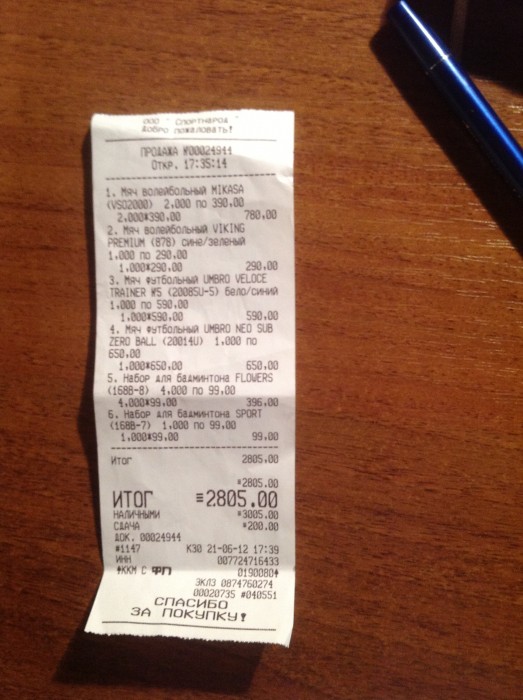 ООО " Спортнарод "
Добро пожаловать!
ПРОДАЖА №00024944
Откр. 17:35:14
1. Мяч волейбольный MIKASA
(VSO2000) 2,000 по 390,00
2,000*390,00 780,00
2. Мяч волейбольный VIKING
PREMIUM (878) сине/зеленый
1,000 по 290,00
1,000*290,00 290,00
3. Мяч футбольный UMBRO VELOCE
TRAINER №5 (20085U-5) бело/синий
1,000 по 590,00
1,000*590,00 590,00
4. Мяч футбольный UMBRO NEO SUB
ZERO BALL (20014U) 1,000 по
650,00
1,000*650,00 650,00
5. Набор для бадминтона FLOWERS
(168B-8) 4,000 по 99,00
4,000*99,00 396,00
6. Набор для бадминтона SPORT
(168B-7) 1,000 по 99,00
1,000*99,00 99,00
Итог 2805.00
*2805.00
ИТОГ ≡2805.00
НАЛИЧНЫМИ *3005.00
СДАЧА *200.00
ДОК. 00024944
#1147 К30 21-06-12 17:39
ИНН 007724716433
ККМ С ФП 0190080
ЭКЛЗ 0874760274
00020735 #040551
СПАСИБО
ЗА ПОКУПКУ!